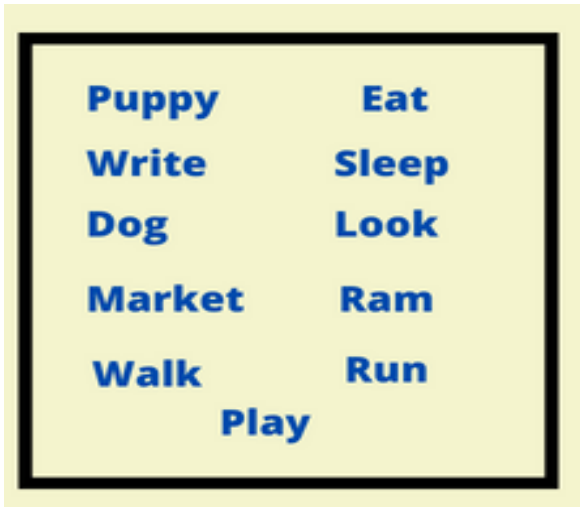 Puppy Eat
Write Sleep
Dog Look
Market Ram
Walk Run
Play